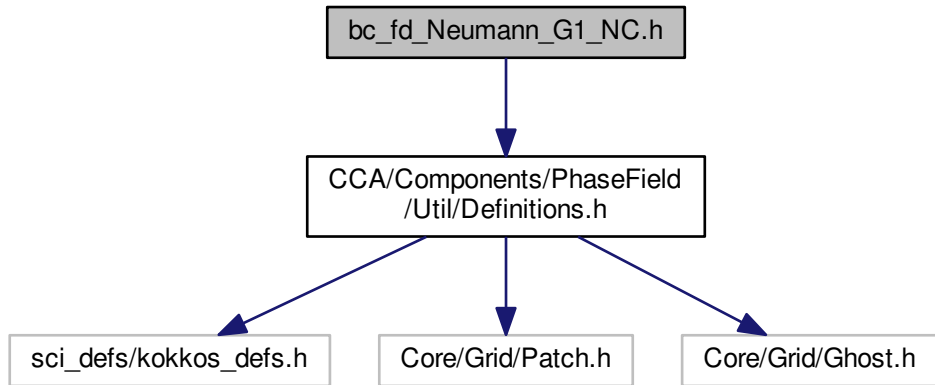 bc_fd_Neumann_G1_NC.h
CCA/Components/PhaseField
/Util/Definitions.h
sci_defs/kokkos_defs.h
Core/Grid/Patch.h
Core/Grid/Ghost.h